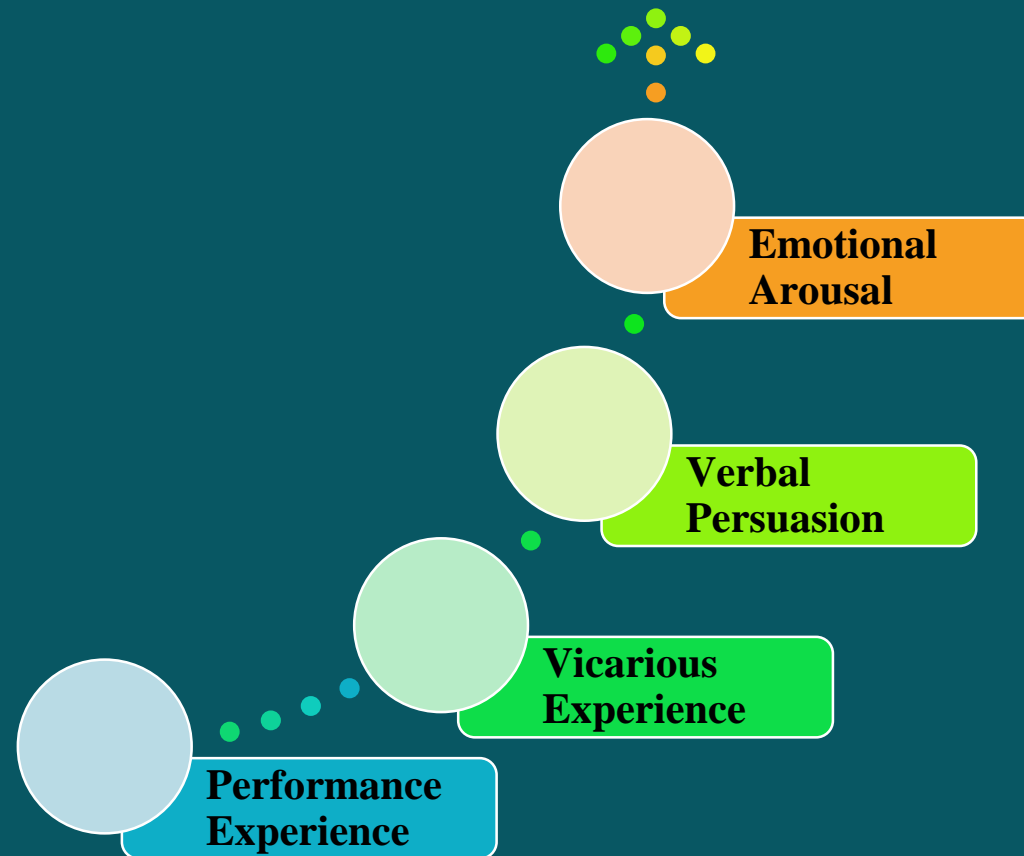 Emotional
Arousal
Verbal
Persuasion
Vicarious
Experience
Performance
Experience